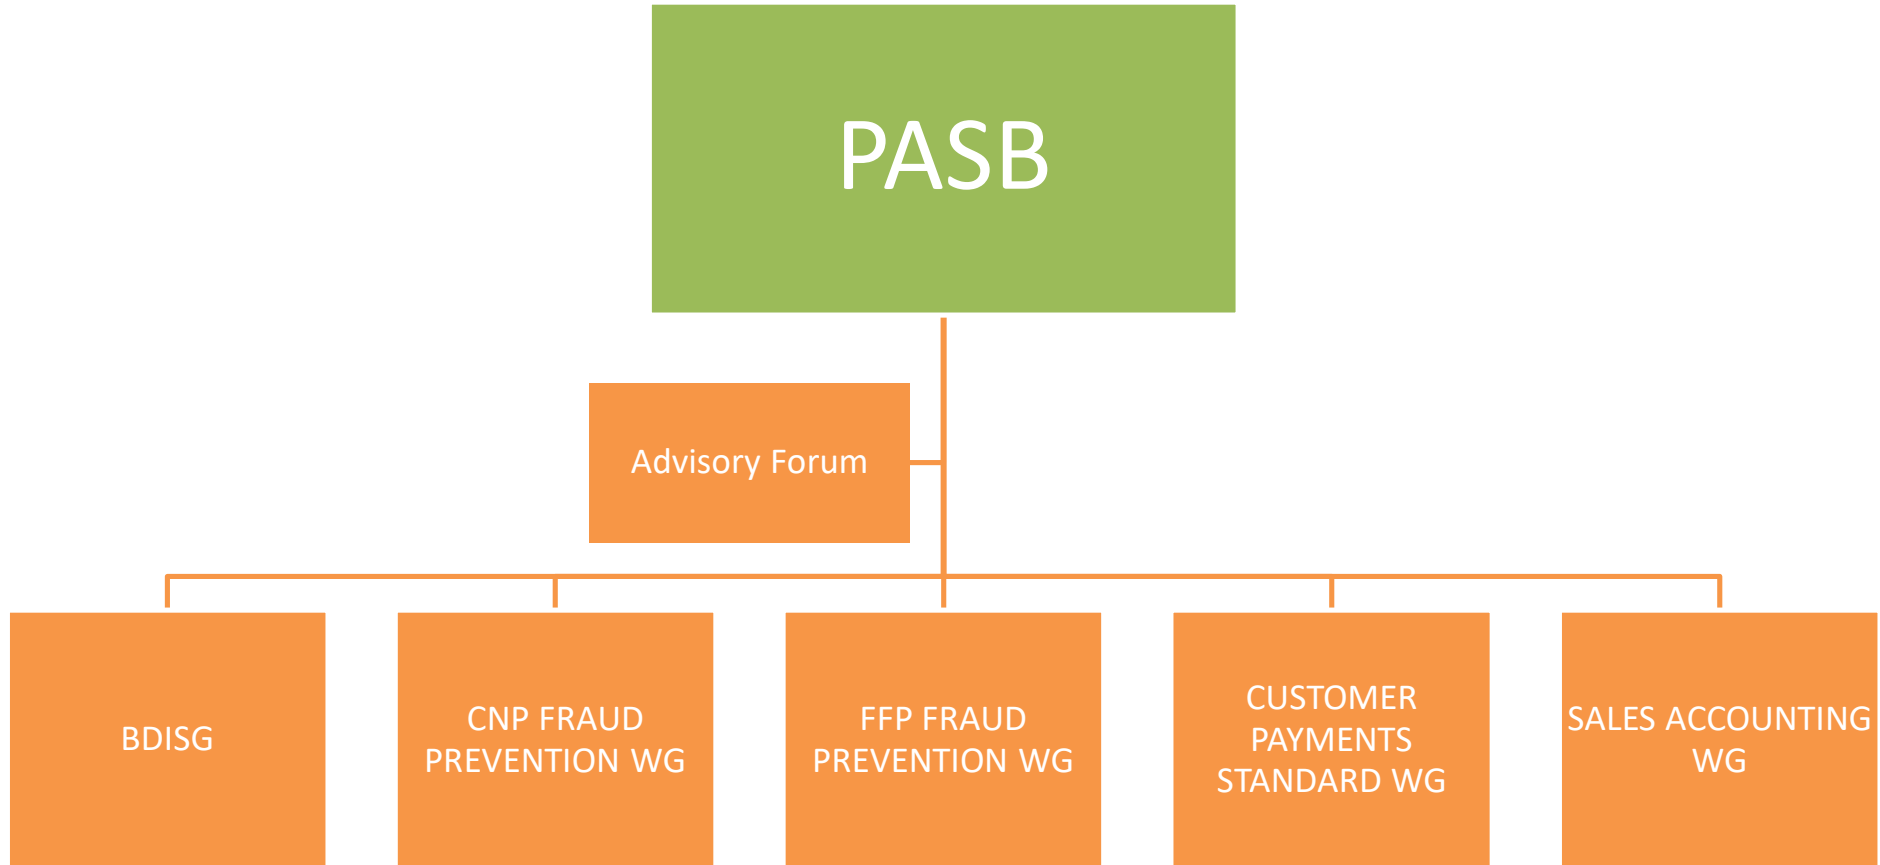 PASB
Advisory Forum
BDISG
CNP FRAUD
PREVENTION WG
FFP FRAUD
PREVENTION WG
CUSTOMER
PAYMENTS
STANDARD WG
SALES ACCOUNTING
WG